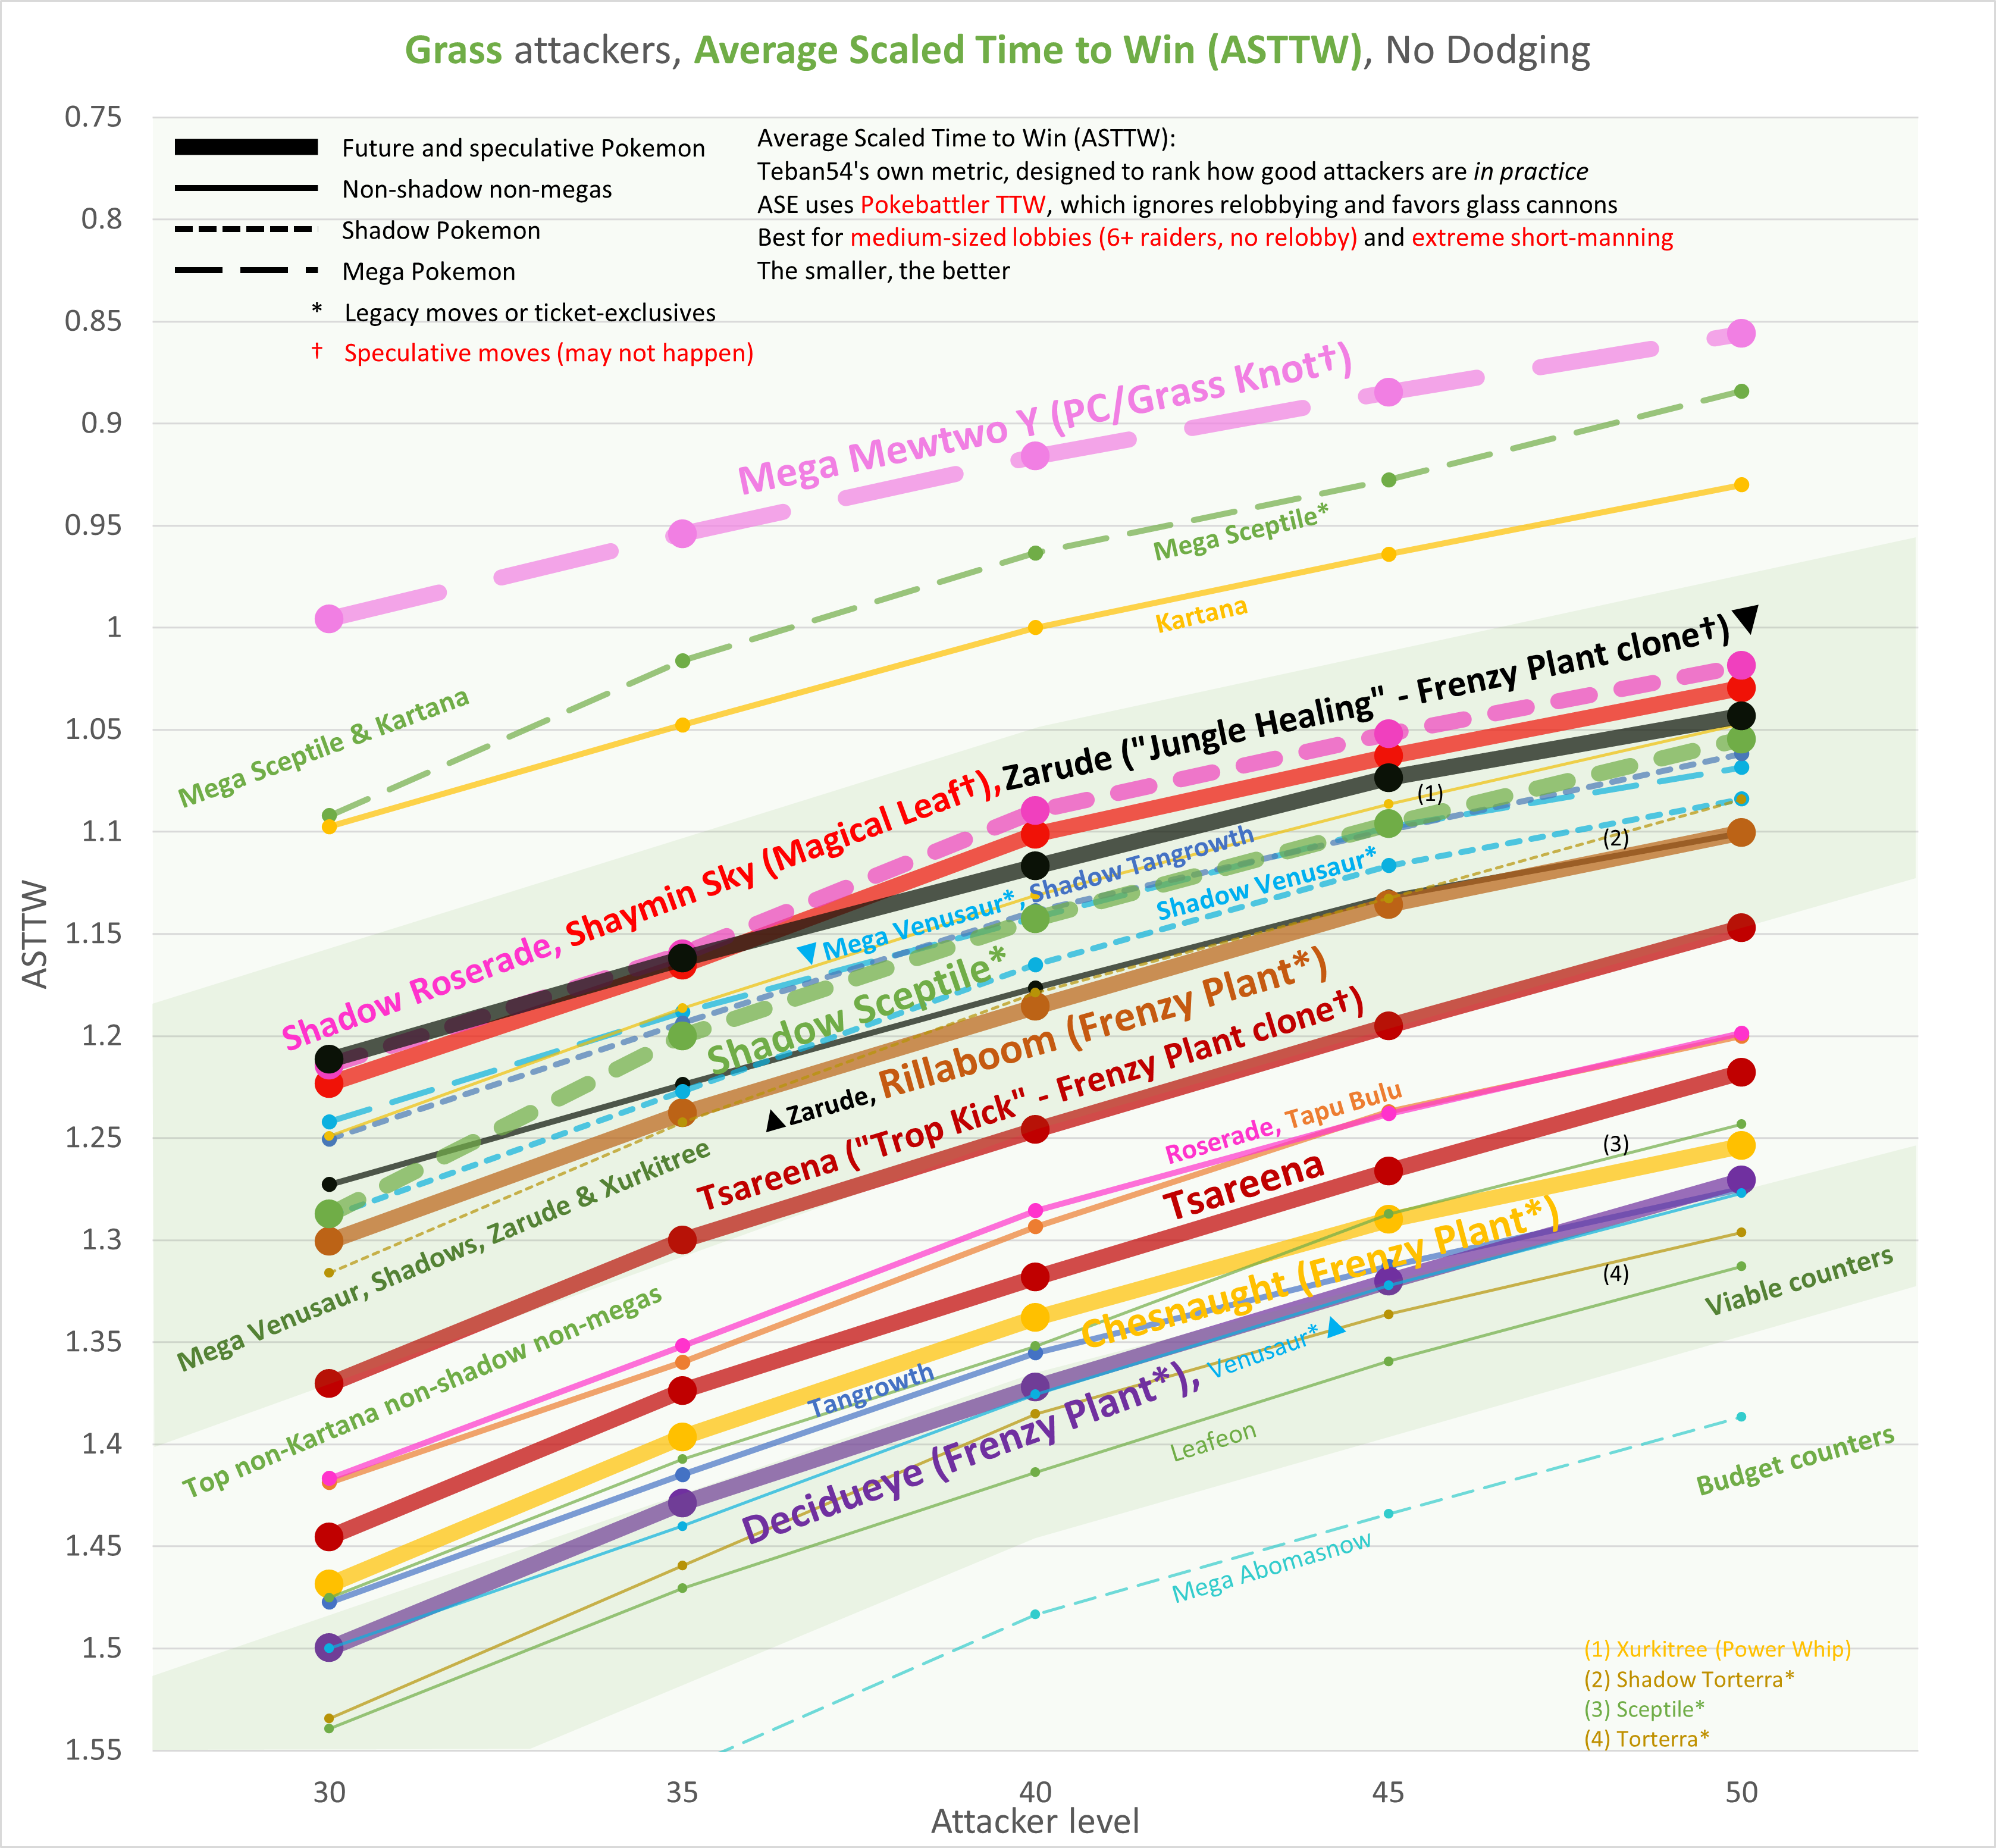 Grass attackers, Average Scaled Time to Win (ASTTW), No Dodging
0.75
0.8
0.85
0.9
0.95
1
1.05
1.1
1.15
1.2
1.25
1.3
1.35
1.4
1.45
1.5
1.55
ASTTW
Future and speculative Pokemon
Non-shadow non-megas
Shadow Pokemon
Mega Pokemon
* Legacy moves or ticket-exclusives
† Speculative moves (may not happen)
Average Scaled Time to Win (ASTTW):
Teban54's own metric, designed to rank how good attackers are in practice
ASE uses Pokebattler TTW, which ignores relobbying and favors glass cannons
Best for medium-sized lobbies (6+ raiders, no relobby) and extreme short-manning
The smaller, the better
Mega Mewtwo Y (PC/Grass Knot†)
Mega Sceptile*
Kartana
Mega Sceptile & Kartana
Shadow Roserade, Shaymin Sky (Magical Leaf†), Zarude ("Jungle Healing" - Frenzy Plant clone†)▼
(1)
▼Mega Venusaur*, Shadow Tangrowth
Shadow Venusaur*
(2)
Shadow Sceptile*
▲Zarude, Rillaboom (Frenzy Plant*)
Tsareena ("Trop Kick" - Frenzy Plant clone†)
Mega Venusaur, Shadows, Zarude & Xurkitree
Roserade, Tapu Bulu
Tsareena
(3)
Chesnaught (Frenzy Plant*)
Top non-Kartana non-shadow non-megas
Tangrowth
Venusaur*▲
(4)
Viable counters
Decidueye (Frenzy Plant*),
Leafeon
Budget counters
Mega Abomasnow
(1) Xurkitree (Power Whip)
(2) Shadow Torterra*
(3) Sceptile*
(4) Torterra*
30
35
40
45
50
Attacker level